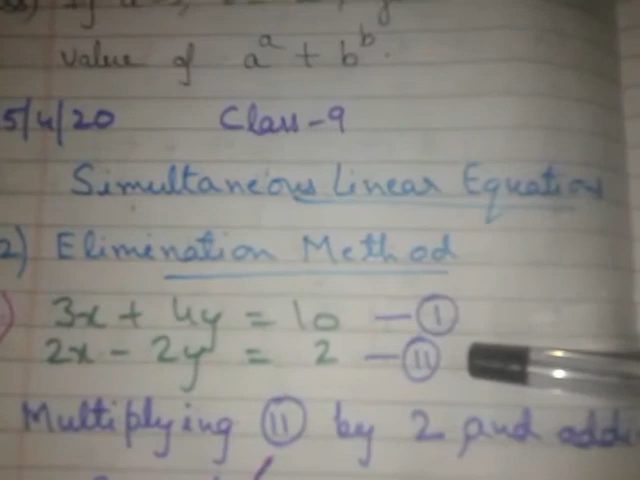 value of a^a + b^b.
5/4/20 Class-9
Simultaneous Linear Equation
2) Elimination Method
3x + 4y = 10 — (I)
2x - 2y = 2 — (II)
Multiplying (II) by 2 and